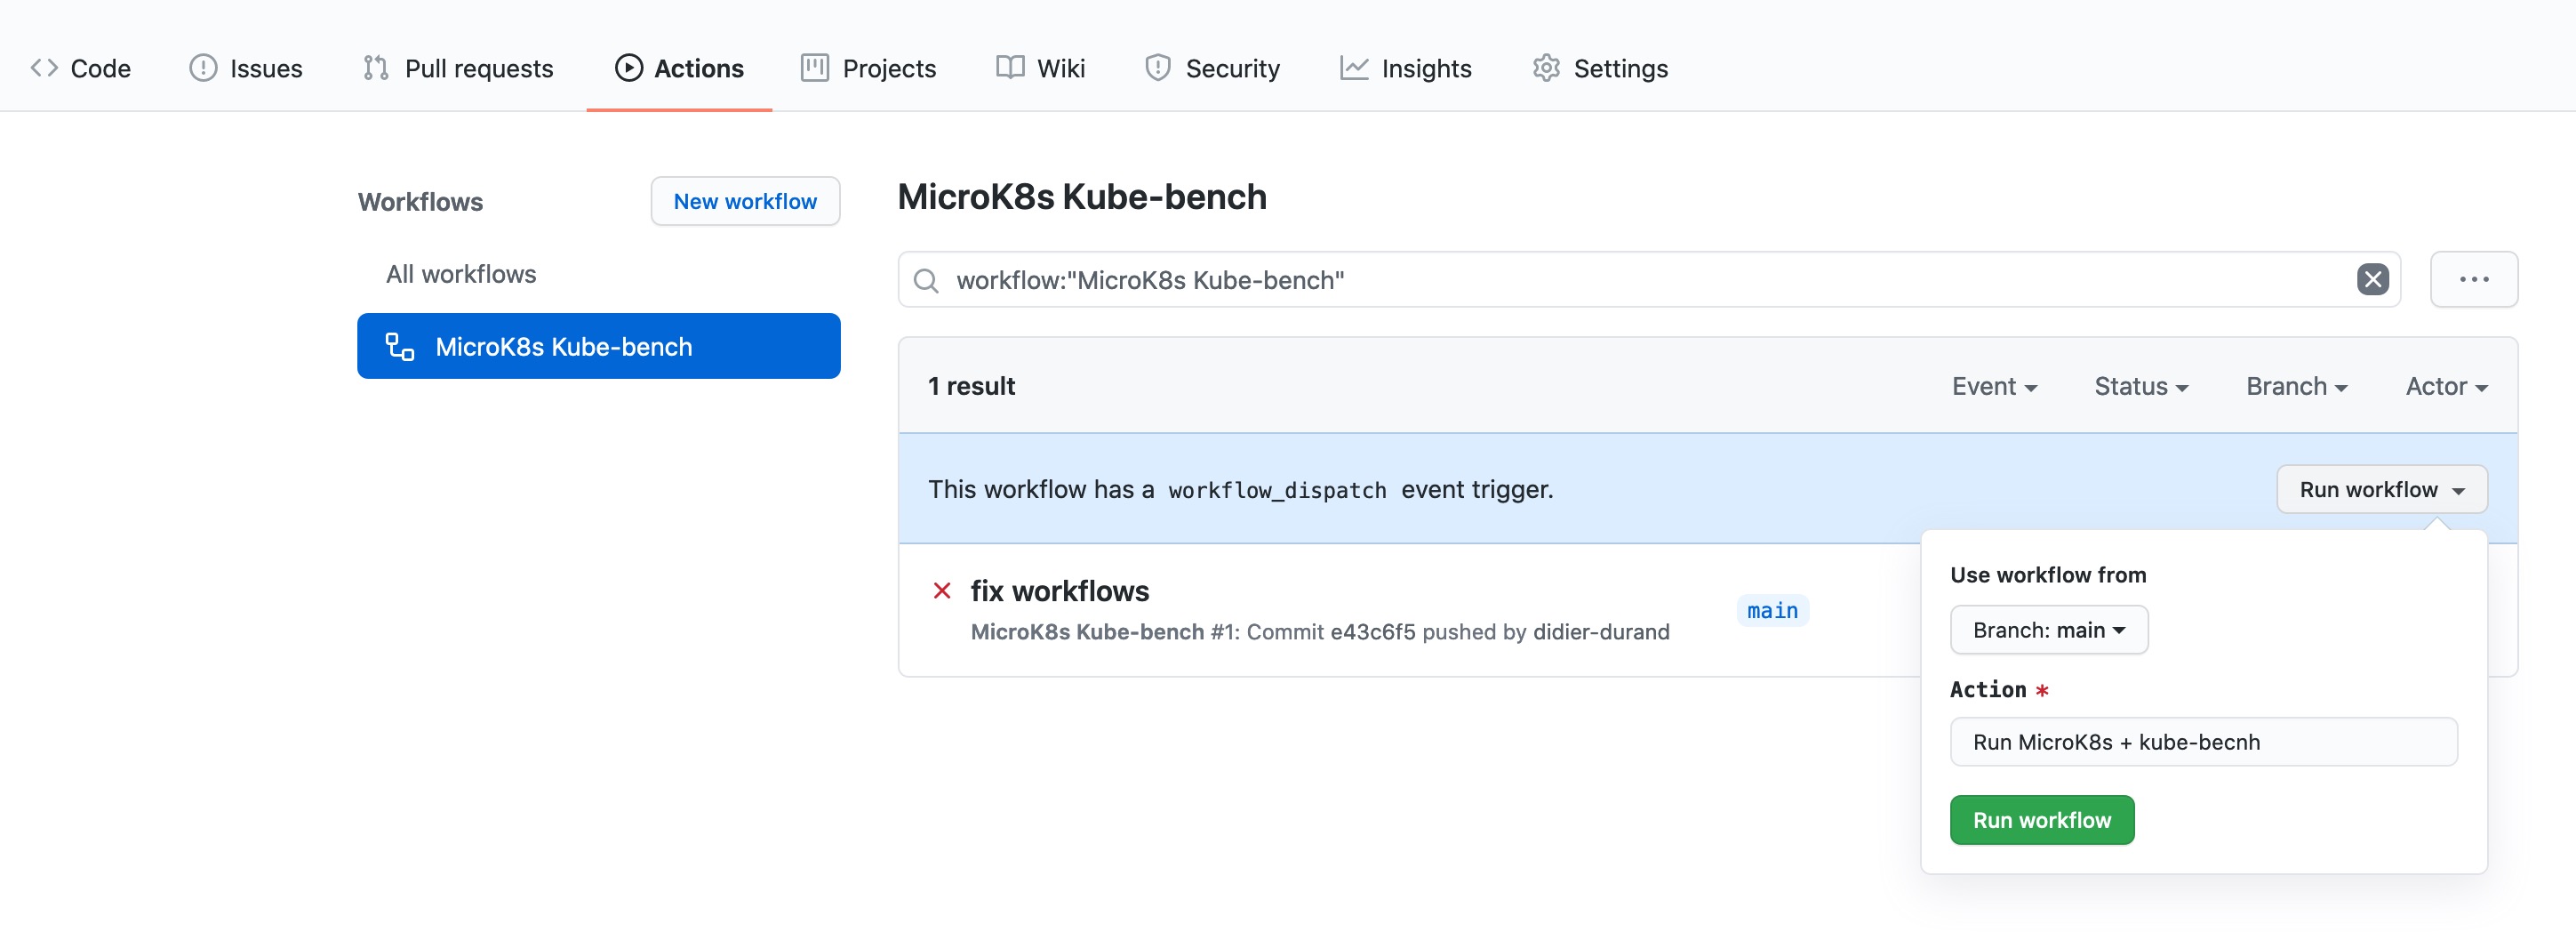 Code Issues Pull requests Actions Projects Wiki Security Insights Settings
Workflows
New workflow
All workflows
MicroK8s Kube-bench
MicroK8s Kube-bench
workflow:"MicroK8s Kube-bench"
1 result
Event Status Branch Actor
This workflow has a workflow_dispatch event trigger.
Run workflow
fix workflows
MicroK8s Kube-bench #1: Commit e43c6f5 pushed by didier-durand
main
Use workflow from
Branch: main
Action *
Run MicroK8s + kube-becnh
Run workflow